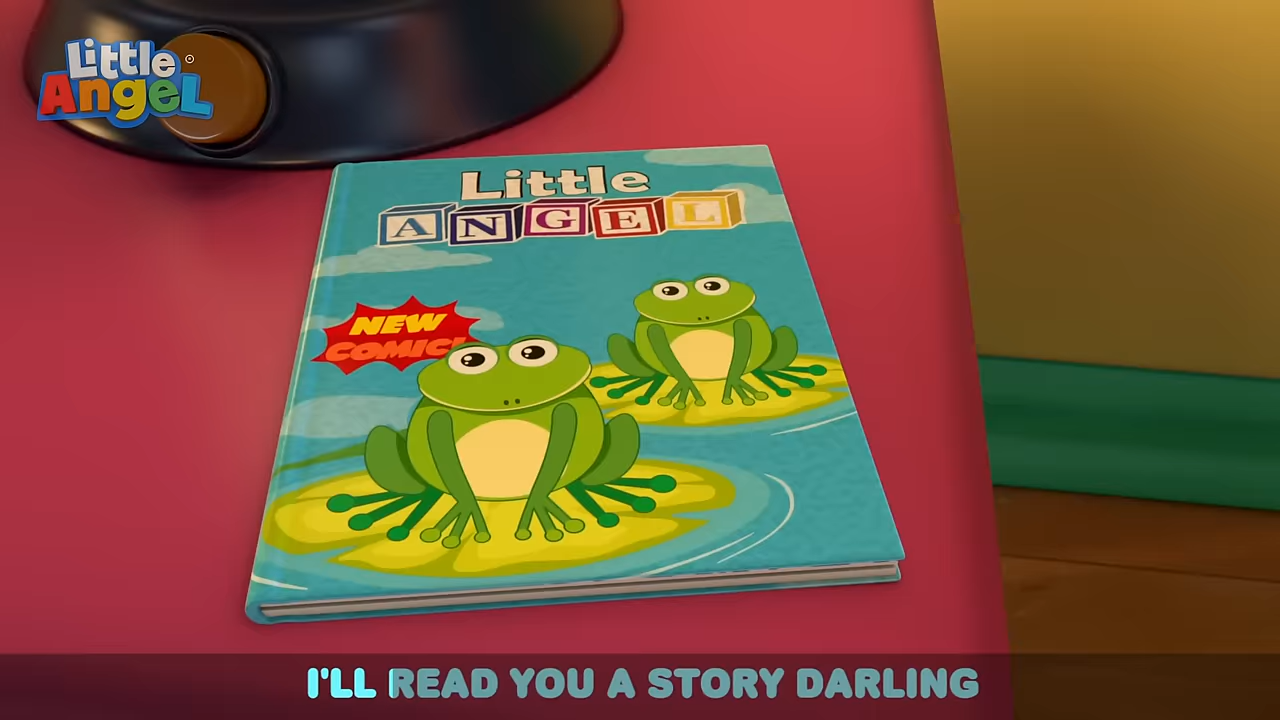 Little
Angel
Little
ANGEL
NEW
COMIC!
I'LL READ YOU A STORY DARLING